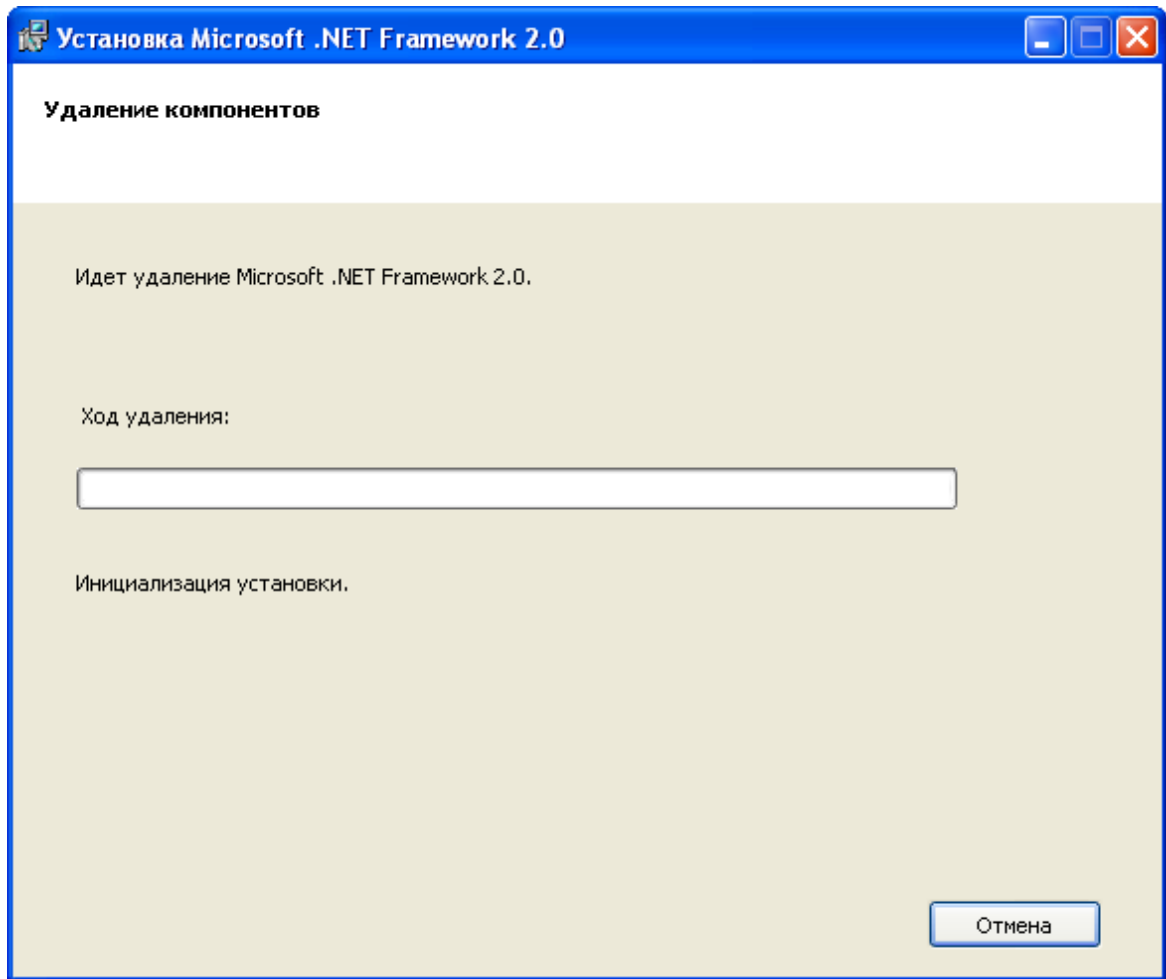 Установка Microsoft .NET Framework 2.0
Удаление компонентов
Идет удаление Microsoft .NET Framework 2.0.
Ход удаления:
Инициализация установки.
Отмена